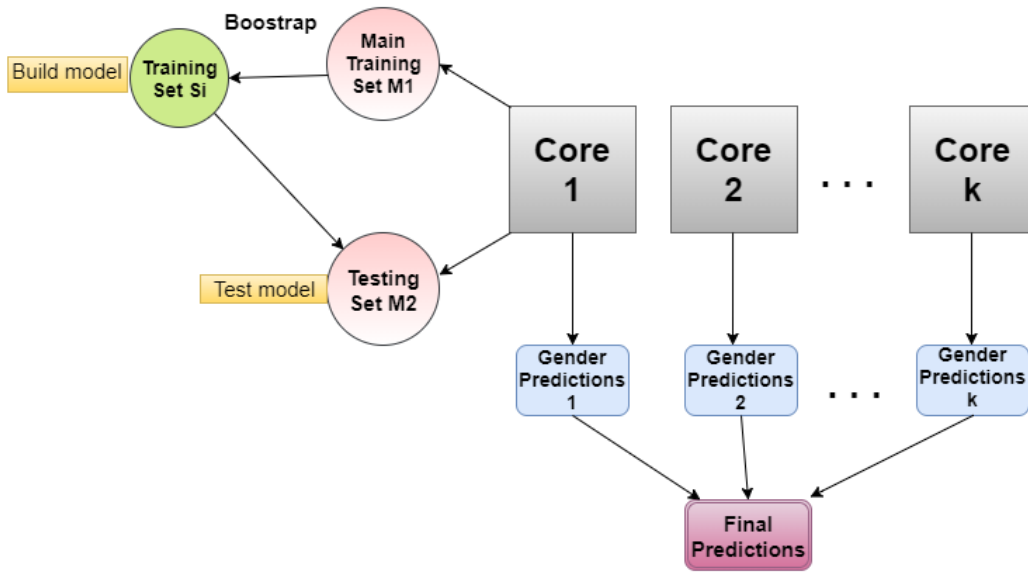 Boostrap
Build model
Training
Set Si
Main
Training
Set M1
Core
1
Core
2
. . .
Core
k
Test model
Testing
Set M2
Gender
Predictions
1
Gender
Predictions
2
. . .
Gender
Predictions
k
Final
Predictions